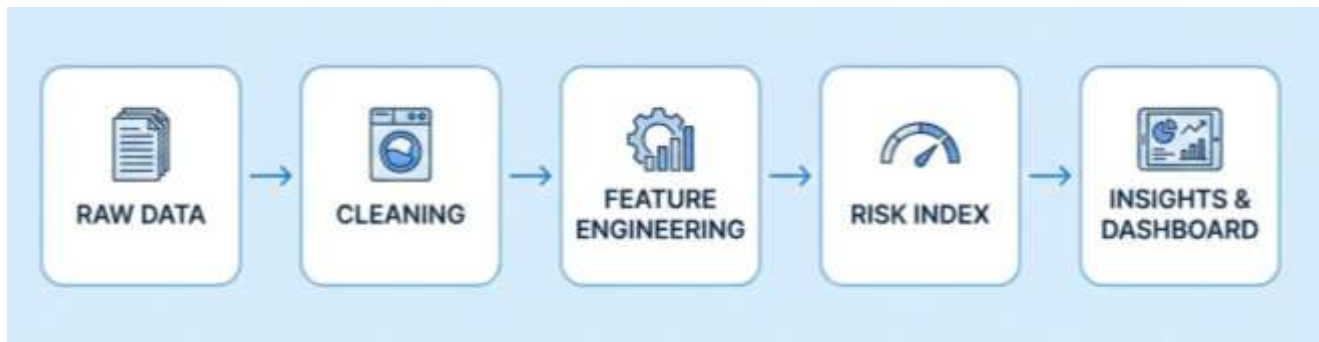 RAW DATA
CLEANING
FEATURE
ENGINEERING
RISK INDEX
INSIGHTS &
DASHBOARD